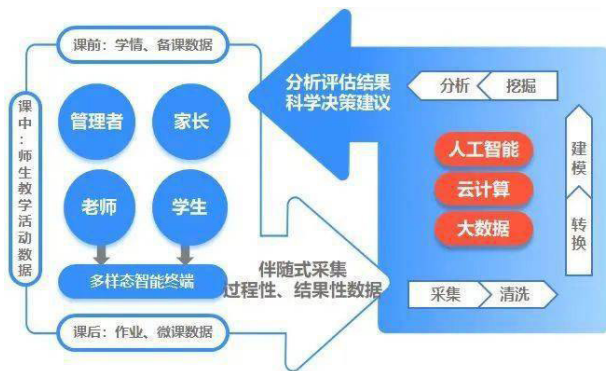 课前：学情、备课数据
课中：师生教学活动数据
管理者
家长
老师
学生
多样态智能终端
课后：作业、微课数据
分析评估结果
科学决策建议
伴随式采集
过程性、结果性数据
分析
挖掘
人工智能
云计算
大数据
建模
转换
采集
清洗